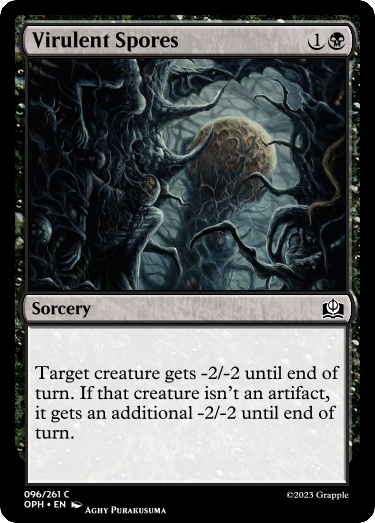 Virulent Spores 1
Sorcery
Target creature gets -2/-2 until end of
turn. If that creature isn't an artifact,
it gets an additional -2/-2 until end of
turn.
096/261 C
OPH • EN Aghy Purakusuma
©2023 Grapple